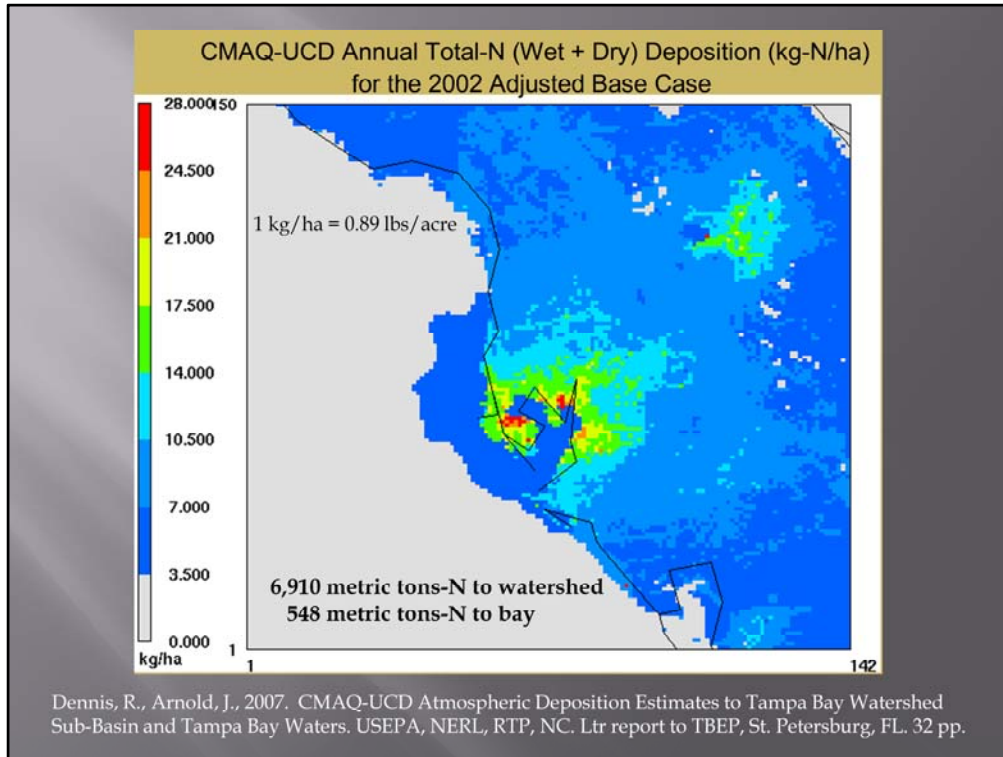 CMAQ-UCD Annual Total-N (Wet + Dry) Deposition (kg-N/ha)
for the 2002 Adjusted Base Case
28.000
150
24.500
1 kg/ha = 0.89 lbs/acre
21.000
17.500
14.000
10.500
7.000
3.500
6,910 metric tons-N to watershed
548 metric tons-N to bay
0.000
1
kg/ha
1
142
Dennis, R., Arnold, J., 2007. CMAQ-UCD Atmospheric Deposition Estimates to Tampa Bay Watershed
Sub-Basin and Tampa Bay Waters. USEPA, NERL, RTP, NC. Ltr report to TBEP, St. Petersburg, FL. 32 pp.